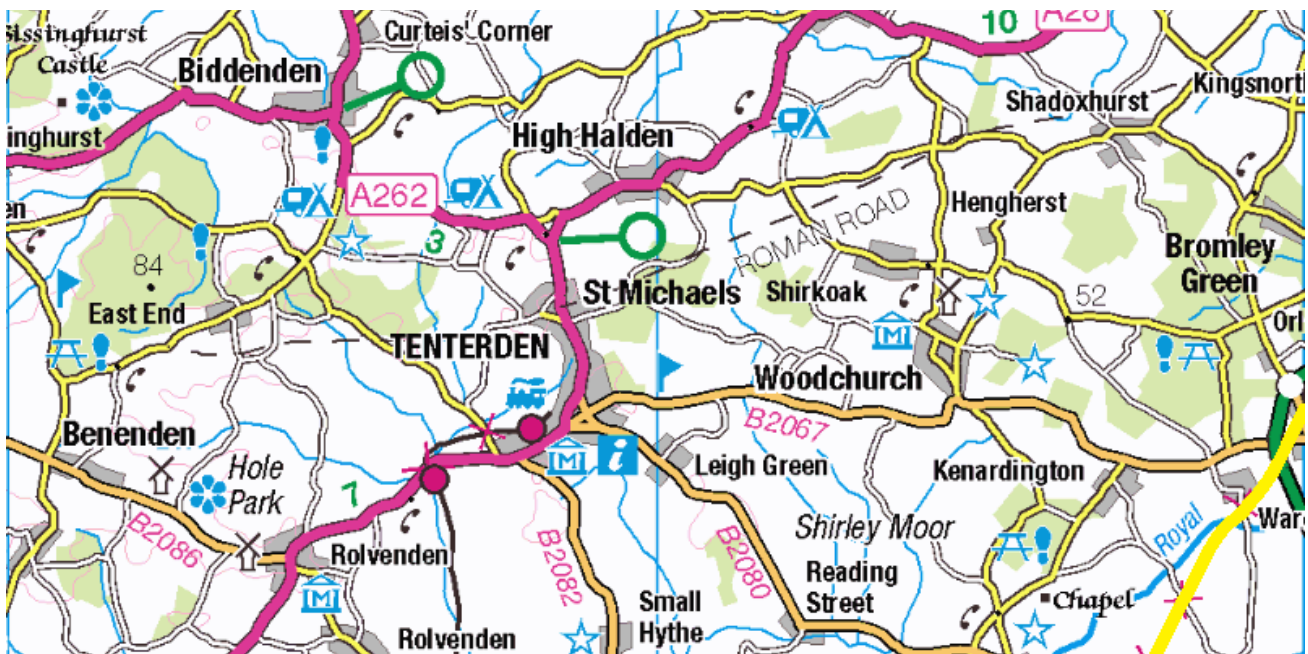 Sissinghurst
Castle
Curteis' Corner
10
A28
Biddenden
Kingsnorth
Shadoxhurst
inghurst
High Halden
A262
Hengherst
ROMAN ROAD
3
Bromley
Green
84
St Michaels
Shirkoak
52
East End
Orl
TENTERDEN
Woodchurch
M
B2067
Benenden
Hole
Park
M
i
Leigh Green
Kenardington
7
Shirley Moor
Royal
War
B2086
B2082
B2080
Rolvenden
Reading
Street
M
Small
Hythe
Chapel
Rolvenden